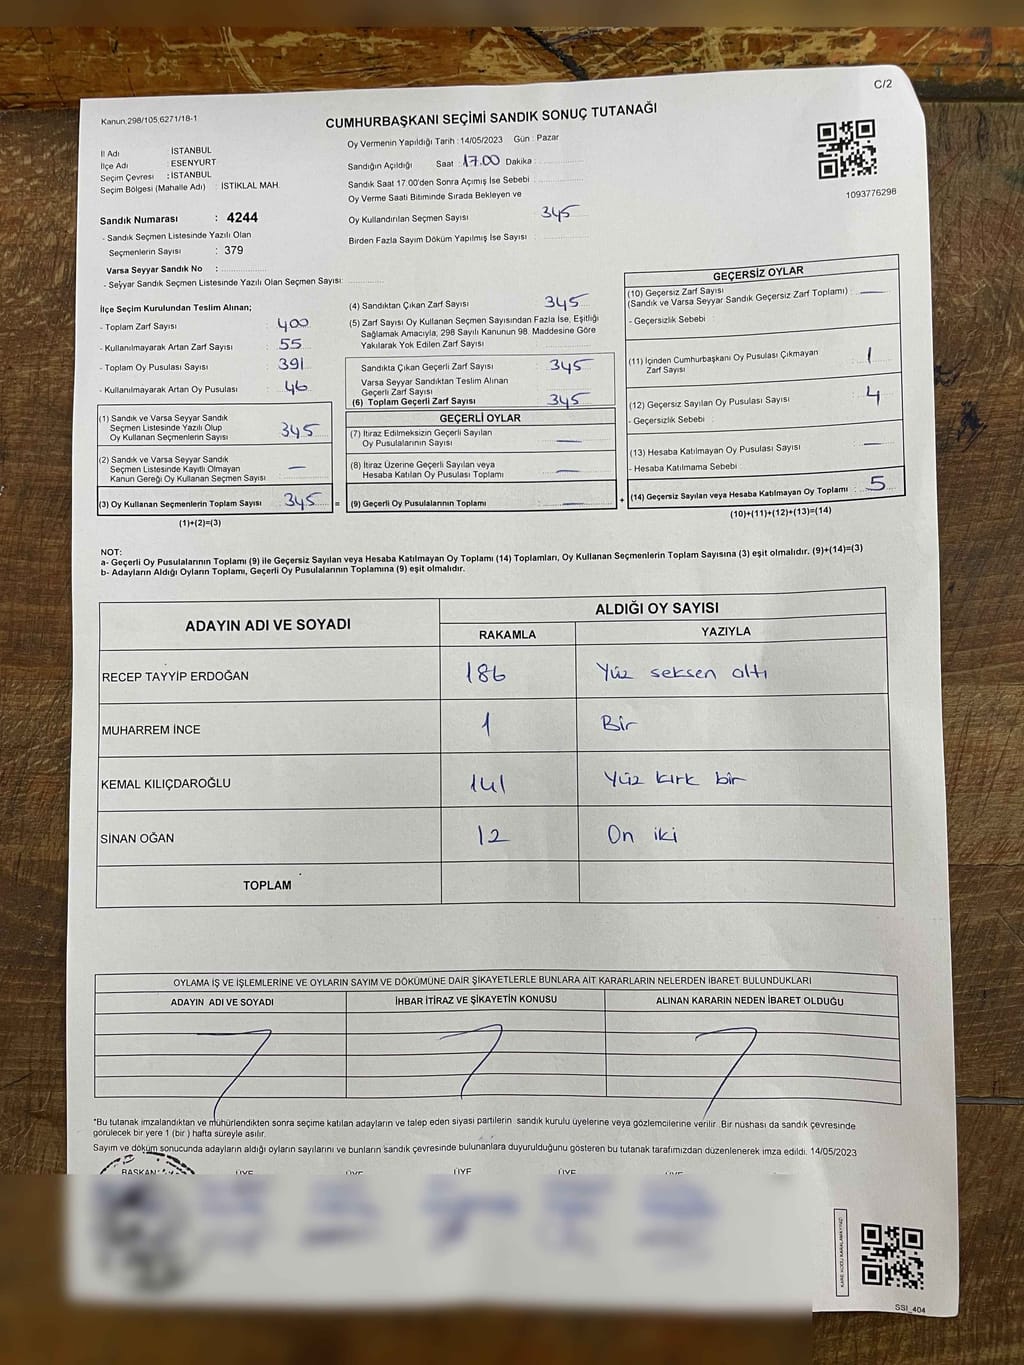 C/2
Kanun,298/105,6271/18-1
CUMHURBAŞKANI SEÇİMİ SANDIK SONUÇ TUTANAĞI
İl Adı : İSTANBUL
İlçe Adı : ESENYURT
Seçim Çevresi : İSTANBUL
Seçim Bölgesi (Mahalle Adı) : İSTİKLAL MAH.
Sandık Numarası : 4244
- Sandık Seçmen Listesinde Yazılı Olan
Seçmenlerin Sayısı : 379
Varsa Seyyar Sandık No :
- Seyyar Sandık Seçmen Listesinde Yazılı Olan Seçmen Sayısı:
Oy Vermenin Yapıldığı Tarih : 14/05/2023 Gün : Pazar
Sandığın Açıldığı Saat : 17.00 Dakika :
Sandık Saat 17.00'den Sonra Açımış İse Sebebi :
Oy Verme Saati Bitiminde Sırada Bekleyen ve
Oy Kullandırılan Seçmen Sayısı : 345
Birden Fazla Sayım Döküm Yapılmış İse Sayısı :
1093776298
İlçe Seçim Kurulundan Teslim Alınan;
- Toplam Zarf Sayısı : 400
- Kullanılmayarak Artan Zarf Sayısı : 55
- Toplam Oy Pusulası Sayısı : 391
- Kullanılmayarak Artan Oy Pusulası : 46
(1) Sandık ve Varsa Seyyar Sandık
Seçmen Listesinde Yazılı Olup
Oy Kullanan Seçmenlerin Sayısı : 345
(2) Sandık ve Varsa Seyyar Sandık
Seçmen Listesinde Kayıtlı Olmayan
Kanun Gereği Oy Kullanan Seçmen Sayısı : —
(3) Oy Kullanan Seçmenlerin Toplam Sayısı : 345 =
(1)+(2)=(3)
(4) Sandıktan Çıkan Zarf Sayısı : 345
(5) Zarf Sayısı Oy Kullanan Seçmen Sayısından Fazla İse, Eşitliği
Sağlamak Amacıyla, 298 Sayılı Kanunun 98. Maddesine Göre
Yakılarak Yok Edilen Zarf Sayısı :
Sandıkta Çıkan Geçerli Zarf Sayısı : 345
Varsa Seyyar Sandıktan Teslim Alınan
Geçerli Zarf Sayısı :
(6) Toplam Geçerli Zarf Sayısı : 345
GEÇERLİ OYLAR
(7) İtiraz Edilmeksizin Geçerli Sayılan
Oy Pusulalarının Sayısı : —
(8) İtiraz Üzerine Geçerli Sayılan veya
Hesaba Katılan Oy Pusulası Toplamı : —
(9) Geçerli Oy Pusulalarının Toplamı : — +
GEÇERSİZ OYLAR
(10) Geçersiz Zarf Sayısı
(Sandık ve Varsa Seyyar Sandık Geçersiz Zarf Toplamı) : —
- Geçersizlik Sebebi :
(11) İçinden Cumhurbaşkanı Oy Pusulası Çıkmayan
Zarf Sayısı : 1
(12) Geçersiz Sayılan Oy Pusulası Sayısı : 4
- Geçersizlik Sebebi :
(13) Hesaba Katılmayan Oy Pusulası Sayısı : —
- Hesaba Katılmama Sebebi :
(14) Geçersiz Sayılan veya Hesaba Katılmayan Oy Toplamı : 5
(10)+(11)+(12)+(13)=(14)
NOT:
a- Geçerli Oy Pusulalarının Toplamı (9) ile Geçersiz Sayılan veya Hesaba Katılmayan Oy Toplamı (14) Toplamları, Oy Kullanan Seçmenlerin Toplam Sayısına (3) eşit olmalıdır. (9)+(14)=(3)
b- Adayların Aldığı Oyların Toplamı, Geçerli Oy Pusulalarının Toplamına (9) eşit olmalıdır.
ADAYIN ADI VE SOYADI
ALDIĞI OY SAYISI
RAKAMLA YAZIYLA
RECEP TAYYİP ERDOĞAN 186 Yüz seksen altı
MUHARREM İNCE 1 Bir
KEMAL KILIÇDAROĞLU 141 Yüz kırk bir
SİNAN OĞAN 12 On iki
TOPLAM
OYLAMA İŞ VE İŞLEMLERİNE VE OYLARIN SAYIM VE DÖKÜMÜNE DAİR ŞİKAYETLERLE BUNLARA AİT KARARLARIN NELERDEN İBARET BULUNDUKLARI
ADAYIN ADI VE SOYADI İHBAR İTİRAZ VE ŞİKAYETİN KONUSU ALINAN KARARIN NEDEN İBARET OLDUĞU
*Bu tutanak imzalandıktan ve mühürlendikten sonra seçime katılan adayların ve talep eden siyasi partilerin sandık kurulu üyelerine veya gözlemcilerine verilir. Bir nüshası da sandık çevresinde
görülecek bir yere 1 (bir) hafta süreyle asılır.
Sayım ve döküm sonucunda adayların aldığı oyların sayılarını ve bunların sandık çevresinde bulunanlara duyurulduğunu gösteren bu tutanak tarafımızdan düzenlenerek imza edildi. 14/05/2023
BAŞKAN ÜYE ÜYE ÜYE ÜYE ÜYE
SSI_404